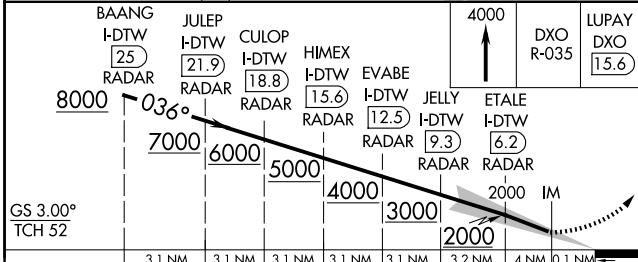 BAANG
I-DTW
25
RADAR
JULEP
I-DTW
21.9
RADAR
CULOP
I-DTW
18.8
RADAR
HIMEX
I-DTW
15.6
RADAR
EVABE
I-DTW
12.5
RADAR
JELLY
I-DTW
9.3
RADAR
ETALE
I-DTW
6.2
RADAR
4000
DXO
R-035
LUPAY
DXO
15.6
8000
036°
7000
6000
5000
4000
3000
2000
2000
IM
GS 3.00°
TCH 52
3.1 NM 3.1 NM 3.1 NM 3.1 NM 3.1 NM 3.2 NM 4 NM 0.1 NM